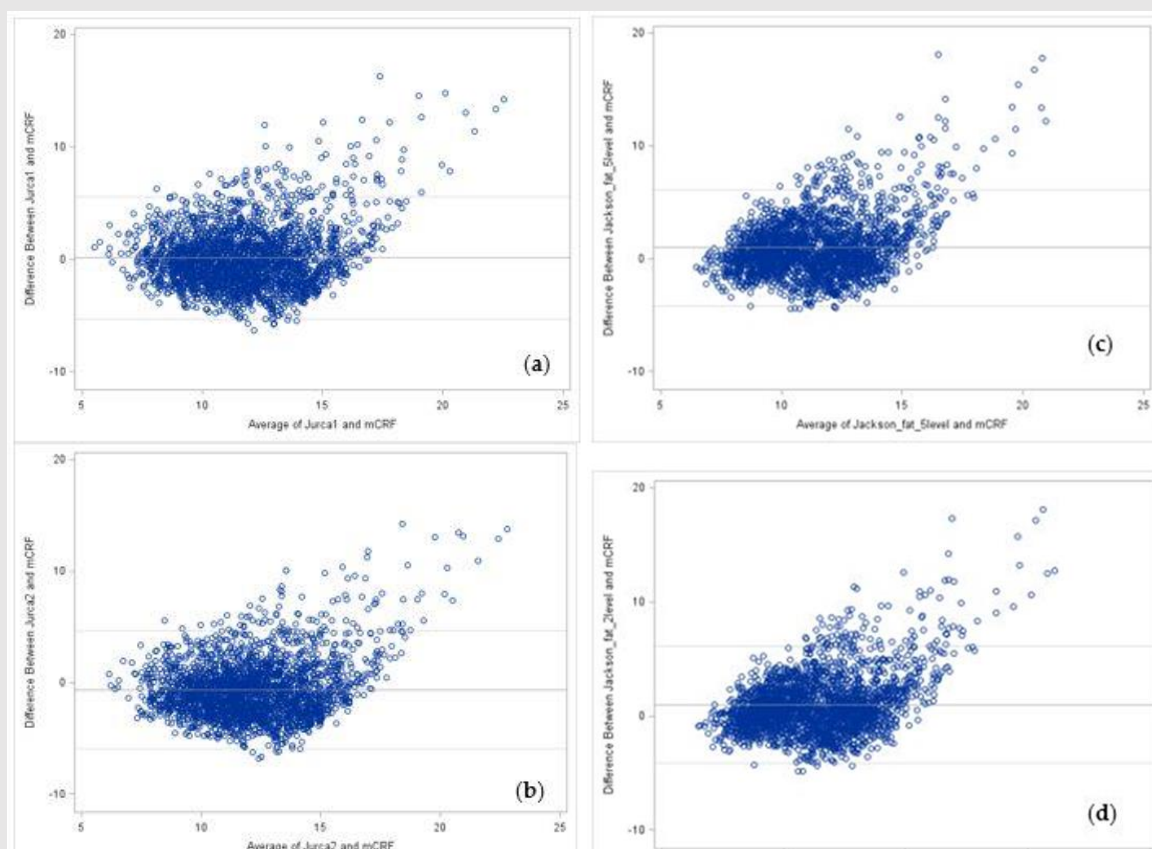 20
10
0
-10
Difference Between Jurca1 and mCRF
(a)
5 10 15 20 25
Average of Jurca1 and mCRF
20
10
0
-10
Difference Between Jackson_fat_5level and mCRF
(c)
5 10 15 20 25
Average of Jackson_fat_5level and mCRF
20
10
0
-10
Difference Between Jurca2 and mCRF
(b)
5 10 15 20 25
Average of Jurca2 and mCRF
20
10
0
-10
Difference Between Jackson_fat_2level and mCRF
(d)